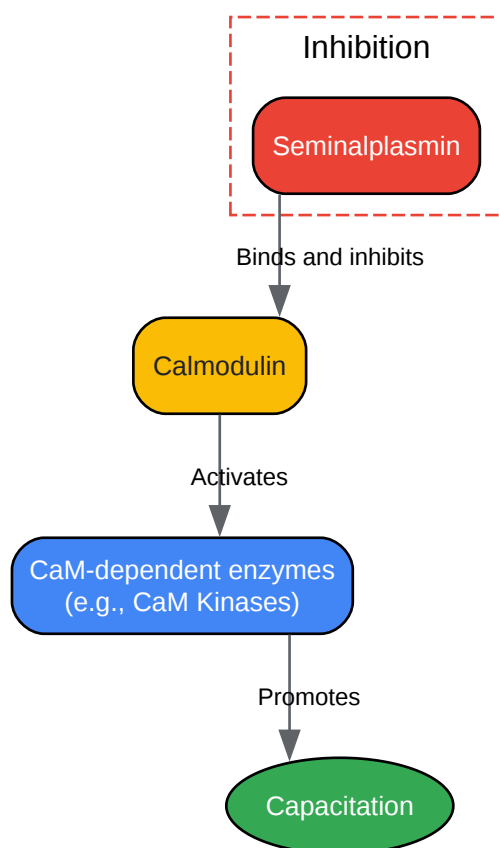 Inhibition
Seminalplasmin
Binds and inhibits
Calmodulin
Activates
CaM-dependent enzymes
(e.g., CaM Kinases)
Promotes
Capacitation